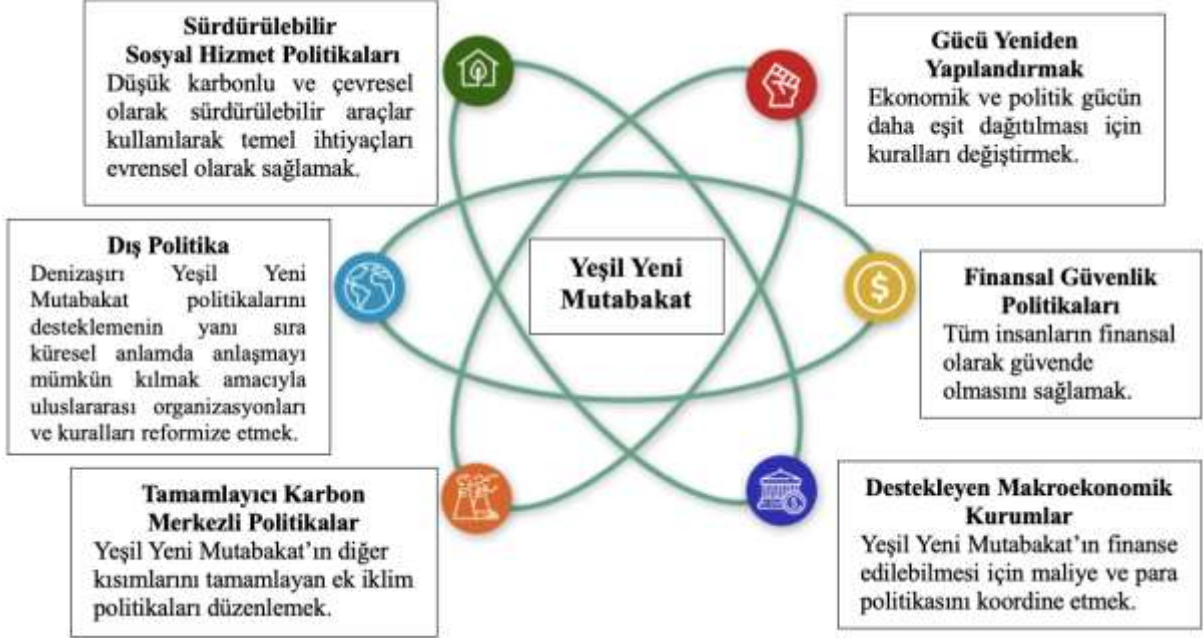 Sürdürülebilir
Sosyal Hizmet Politikaları
Düşük karbonlu ve çevresel
olarak sürdürülebilir araçlar
kullanılarak temel ihtiyaçları
evrensel olarak sağlamak.
Gücü Yeniden
Yapılandırmak
Ekonomik ve politik gücün
daha eşit dağıtılması için
kuralları değiştirmek.
Dış Politika
Denizaşırı Yeşil Yeni
Mutabakat politikalarını
desteklemenin yanı sıra
küresel anlamda anlaşmayı
mümkün kılmak amacıyla
uluslararası organizasyonları
ve kuralları reformize etmek.
Yeşil Yeni
Mutabakat
$
Finansal Güvenlik
Politikaları
Tüm insanların finansal
olarak güvende
olmasını sağlamak.
Tamamlayıcı Karbon
Merkezli Politikalar
Yeşil Yeni Mutabakat’ın diğer
kısımlarını tamamlayan ek iklim
politikaları düzenlemek.
Destekleyen Makroekonomik
Kurumlar
Yeşil Yeni Mutabakat’ın finanse
edilebilmesi için maliye ve para
politikasını koordine etmek.